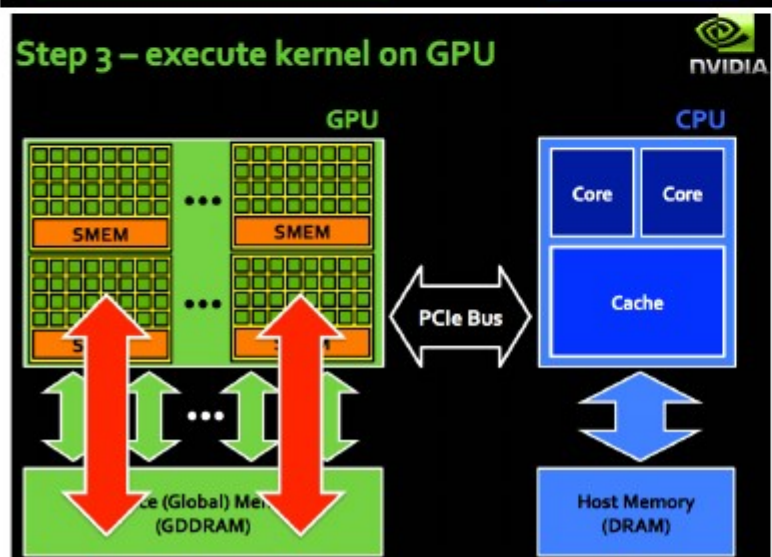 Step 3 – execute kernel on GPU
NVIDIA
GPU
CPU
SMEM
SMEM
Core
Core
Cache
PCIe Bus
(Global)
(GDDRAM)
Host Memory
(DRAM)